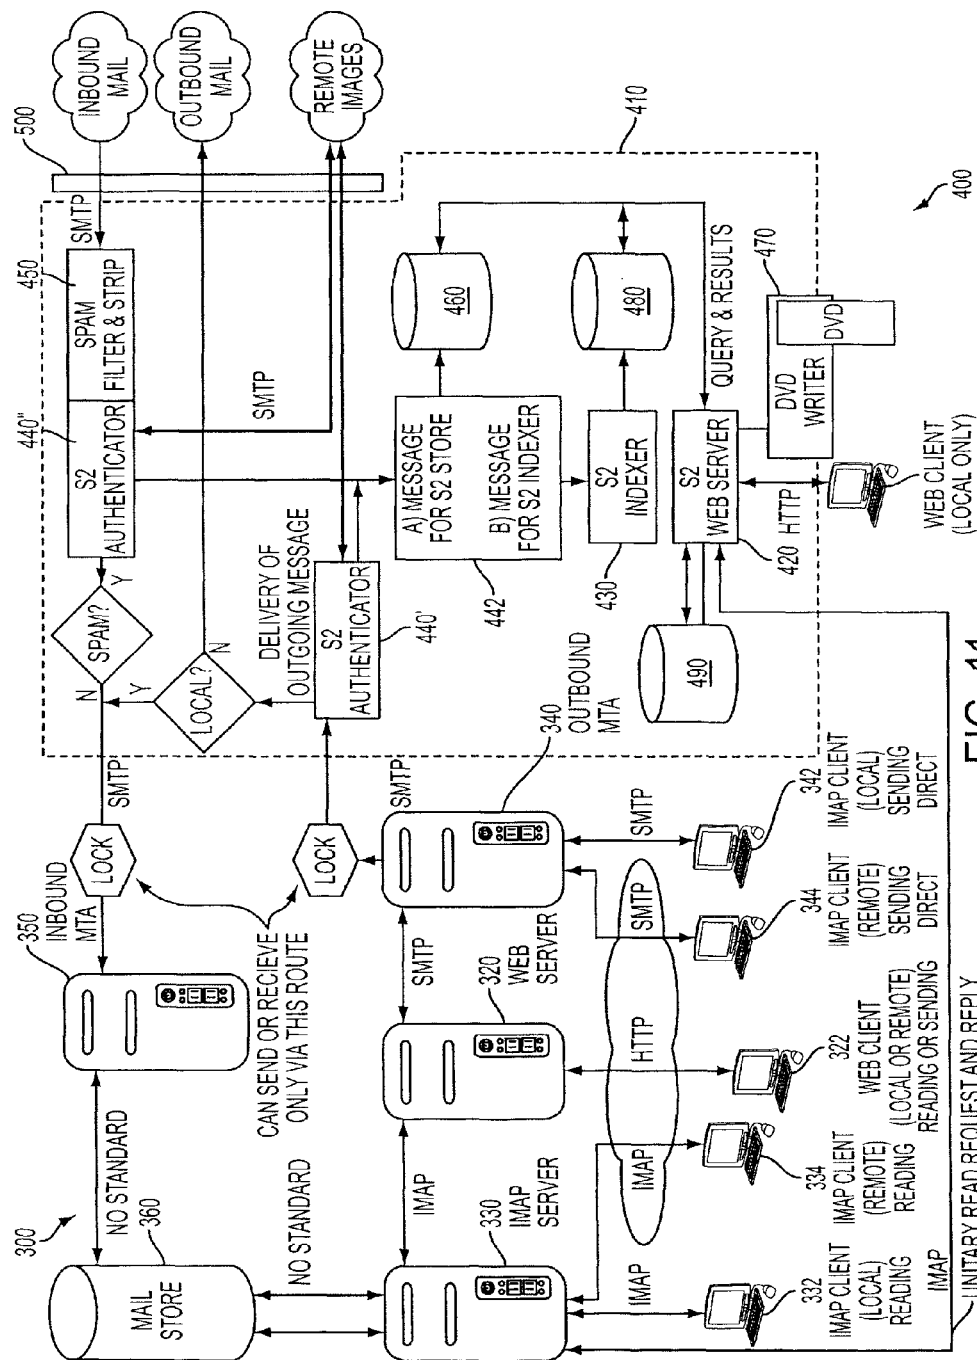 300
NO STANDARD
360
MAIL
STORE
NO STANDARD
350
INBOUND
MTA
LOCK
SMTP
SPAM?
N
Y
440"
S2
AUTHENTICATOR
450
SPAM
FILTER & STRIP
SMTP
500
INBOUND
MAIL
OUTBOUND
MAIL
REMOTE
IMAGES
SMTP
LOCAL?
Y
N
DELIVERY OF
OUTGOING MESSAGE
S2
AUTHENTICATOR
440'
CAN SEND OR RECIEVE
ONLY VIA THIS ROUTE
LOCK
SMTP
330
IMAP
SERVER
IMAP
320
WEB
SERVER
SMTP
340
OUTBOUND
MTA
A) MESSAGE
FOR S2 STORE
B) MESSAGE
FOR S2 INDEXER
442
460
480
S2
INDEXER
430
410
490
S2
WEB SERVER
420
QUERY & RESULTS
470
DVD
WRITER
DVD
HTTP
WEB CLIENT
(LOCAL ONLY)
400
IMAP
IMAP
HTTP
SMTP
SMTP
332
IMAP CLIENT
(LOCAL)
READING
334
IMAP CLIENT
(REMOTE)
READING
322
WEB CLIENT
(LOCAL OR REMOTE)
READING OR SENDING
344
IMAP CLIENT
(REMOTE)
SENDING
DIRECT
342
IMAP CLIENT
(LOCAL)
SENDING
DIRECT
IMAP
UNITARY READ REQUEST AND REPLY